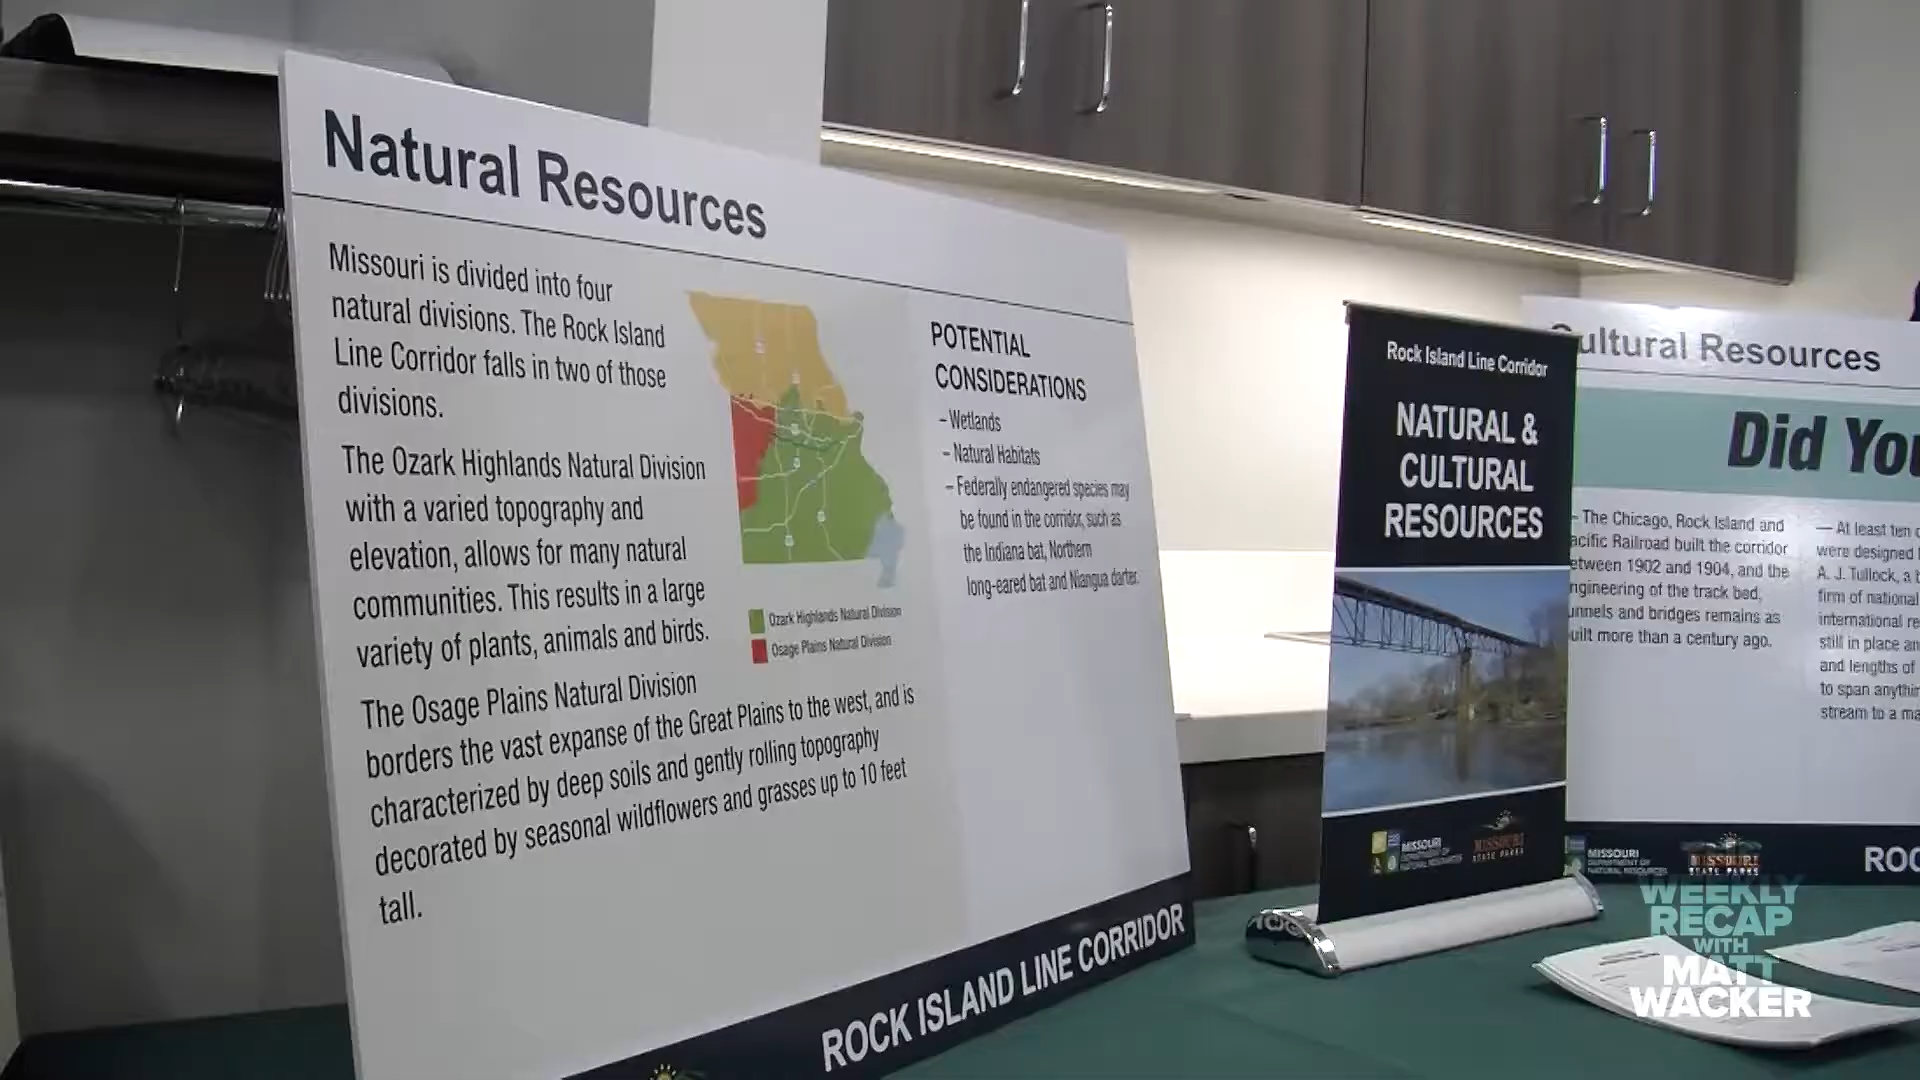 Natural Resources
Missouri is divided into four
natural divisions. The Rock Island
Line Corridor falls in two of those
divisions.
The Ozark Highlands Natural Division
with a varied topography and
elevation, allows for many natural
communities. This results in a large
variety of plants, animals and birds.
The Osage Plains Natural Division
borders the vast expanse of the Great Plains to the west, and is
characterized by deep soils and gently rolling topography
decorated by seasonal wildflowers and grasses up to 10 feet
tall.
Ozark Highlands Natural Division
Osage Plains Natural Division
POTENTIAL
CONSIDERATIONS
– Wetlands
– Natural Habitats
– Federally endangered species may
be found in the corridor, such as
the Indiana bat, Northern
long-eared bat and Niangua darter.
ROCK ISLAND LINE CORRIDOR
Rock Island Line Corridor
NATURAL &
CULTURAL
RESOURCES
MISSOURI
DEPARTMENT OF
NATURAL RESOURCES
MISSOURI
STATE PARKS
Cultural Resources
Did You
– The Chicago, Rock Island and
acific Railroad built the corridor
etween 1902 and 1904, and the
ngineering of the track bed,
unnels and bridges remains as
uilt more than a century ago.
— At least ten
were designed
A. J. Tullock, a
firm of national
international re
still in place an
and lengths of
to span anythin
stream to a ma
MISSOURI
DEPARTMENT OF
NATURAL RESOURCES
MISSOURI
STATE PARKS
ROC
WEEKLY
RECAP
WITH
MATT
WACKER